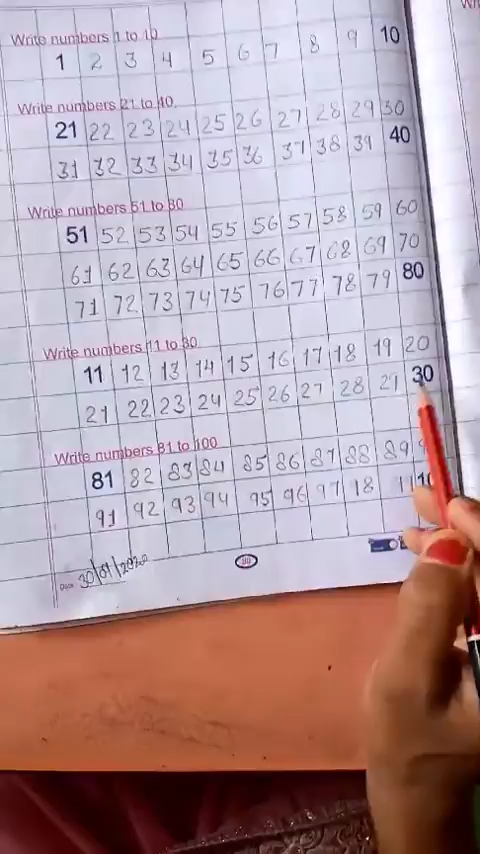 Write numbers 1 to 10
1 2 3 4 5 6 7 8 9 10
Write numbers 21 to 40
21 22 23 24 25 26 27 28 29 30
31 32 33 34 35 36 37 38 39 40
Write numbers 51 to 80
51 52 53 54 55 56 57 58 59 60
61 62 63 64 65 66 67 68 69 70
71 72 73 74 75 76 77 78 79 80
Write numbers 11 to 30
11 12 13 14 15 16 17 18 19 20
21 22 23 24 25 26 27 28 29 30
Write numbers 81 to 100
81 82 83 84 85 86 87 88 89
91 92 93 94 95 96 97 98
Date 30/09/2020